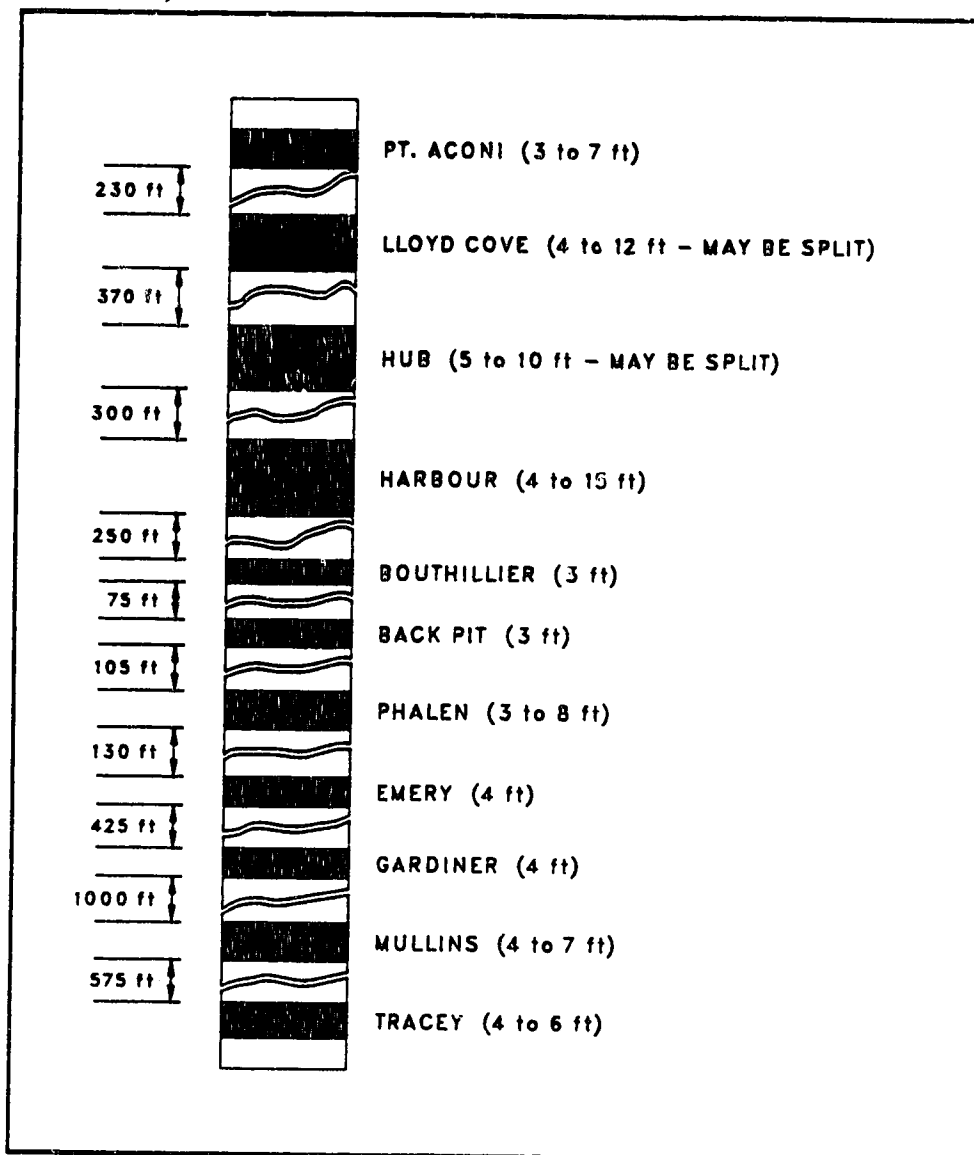 PT. ACONI (3 to 7 ft)
230 ft
LLOYD COVE (4 to 12 ft – MAY BE SPLIT)
370 ft
HUB (5 to 10 ft – MAY BE SPLIT)
300 ft
HARBOUR (4 to 15 ft)
250 ft
BOUTHILLIER (3 ft)
75 ft
BACK PIT (3 ft)
105 ft
PHALEN (3 to 8 ft)
130 ft
EMERY (4 ft)
425 ft
GARDINER (4 ft)
1000 ft
MULLINS (4 to 7 ft)
575 ft
TRACEY (4 to 6 ft)